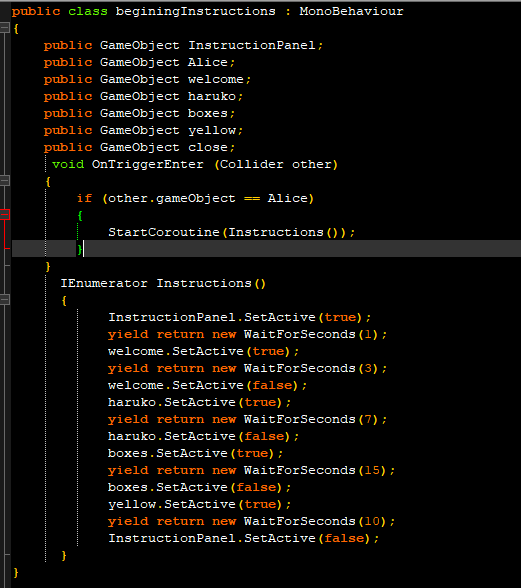 public class beginingInstructions : MonoBehaviour
{
public GameObject InstructionPanel;
public GameObject Alice;
public GameObject welcome;
public GameObject haruko;
public GameObject boxes;
public GameObject yellow;
public GameObject close;
void OnTriggerEnter (Collider other)
{
if (other.gameObject == Alice)
{
StartCoroutine(Instructions());
}
}
IEnumerator Instructions()
{
InstructionPanel.SetActive(true);
yield return new WaitForSeconds(1);
welcome.SetActive(true);
yield return new WaitForSeconds(3);
welcome.SetActive(false);
haruko.SetActive(true);
yield return new WaitForSeconds(7);
haruko.SetActive(false);
boxes.SetActive(true);
yield return new WaitForSeconds(15);
boxes.SetActive(false);
yellow.SetActive(true);
yield return new WaitForSeconds(10);
InstructionPanel.SetActive(false);
}
}